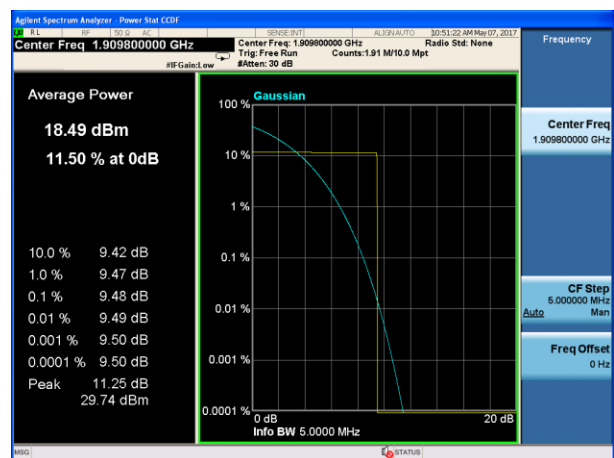 Agilent Spectrum Analyzer - Power Stat CCDF
RL RF 50 Ω AC SENSE:INT ALIGNAUTO 10:51:22 AM May 07, 2017
Center Freq 1.909800000 GHz
Center Freq: 1.909800000 GHz Radio Std: None
Trig: Free Run Counts:1.91 M/10.0 Mpt
#IFGain:Low #Atten: 30 dB
Frequency
Average Power
18.49 dBm
11.50 % at 0dB
10.0 % 9.42 dB
1.0 % 9.47 dB
0.1 % 9.48 dB
0.01 % 9.49 dB
0.001 % 9.50 dB
0.0001 % 9.50 dB
Peak 11.25 dB
29.74 dBm
Gaussian
100 %
10 %
1 %
0.1 %
0.01 %
0.001 %
0.0001 %
0 dB 20 dB
Info BW 5.0000 MHz
Center Freq
1.909800000 GHz
CF Step
5.000000 MHz
Auto Man
Freq Offset
0 Hz
MSG STATUS